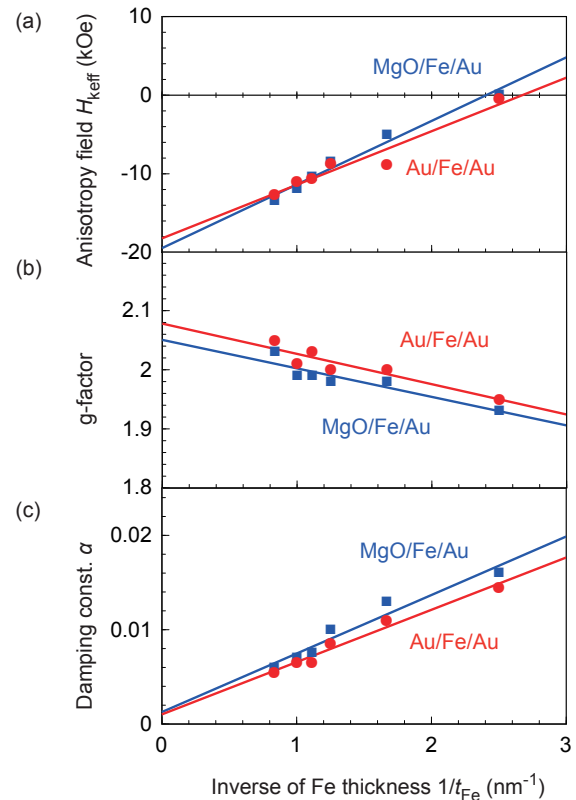 (a)
Anisotropy field Hkeff (kOe)
10
0
-10
-20
MgO/Fe/Au
Au/Fe/Au
(b)
g-factor
2.1
2
1.9
1.8
Au/Fe/Au
MgO/Fe/Au
(c)
Damping const. α
0.02
0.01
0
MgO/Fe/Au
Au/Fe/Au
0 1 2 3
Inverse of Fe thickness 1/tFe (nm⁻¹)